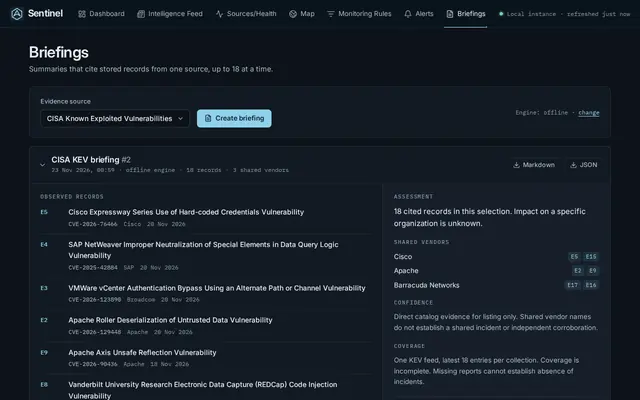 Sentinel
Dashboard
Intelligence Feed
Sources/Health
Map
Monitoring Rules
Alerts
Briefings
Local instance · refreshed just now
Briefings
Summaries that cite stored records from one source, up to 18 at a time.
Evidence source
CISA Known Exploited Vulnerabilities
Create briefing
Engine: offline · change
CISA KEV briefing #2
23 Nov 2026, 00:59 · offline engine · 18 records · 3 shared vendors
Markdown
JSON
OBSERVED RECORDS
E5 Cisco Expressway Series Use of Hard-coded Credentials Vulnerability
CVE-2026-76466 Cisco 20 Nov 2026
E4 SAP NetWeaver Improper Neutralization of Special Elements in Data Query Logic
Vulnerability
CVE-2025-42884 SAP 20 Nov 2026
E3 VMWare vCenter Authentication Bypass Using an Alternate Path or Channel Vulnerability
CVE-2026-123890 Broadcom 20 Nov 2026
E2 Apache Roller Deserialization of Untrusted Data Vulnerability
CVE-2026-129448 Apache 20 Nov 2026
E9 Apache Axis Unsafe Reflection Vulnerability
CVE-2026-90436 Apache 18 Nov 2026
E8 Vanderbilt University Research Electronic Data Capture (REDCap) Code Injection
Vulnerability
ASSESSMENT
18 cited records in this selection. Impact on a specific
organization is unknown.
SHARED VENDORS
Cisco E5 E15
Apache E2 E9
Barracuda Networks E17 E16
CONFIDENCE
Direct catalog evidence for listing only. Shared vendor names
do not establish a shared incident or independent corroboration.
COVERAGE
One KEV feed, latest 18 entries per collection. Coverage is
incomplete. Missing reports cannot establish absence of
incidents.